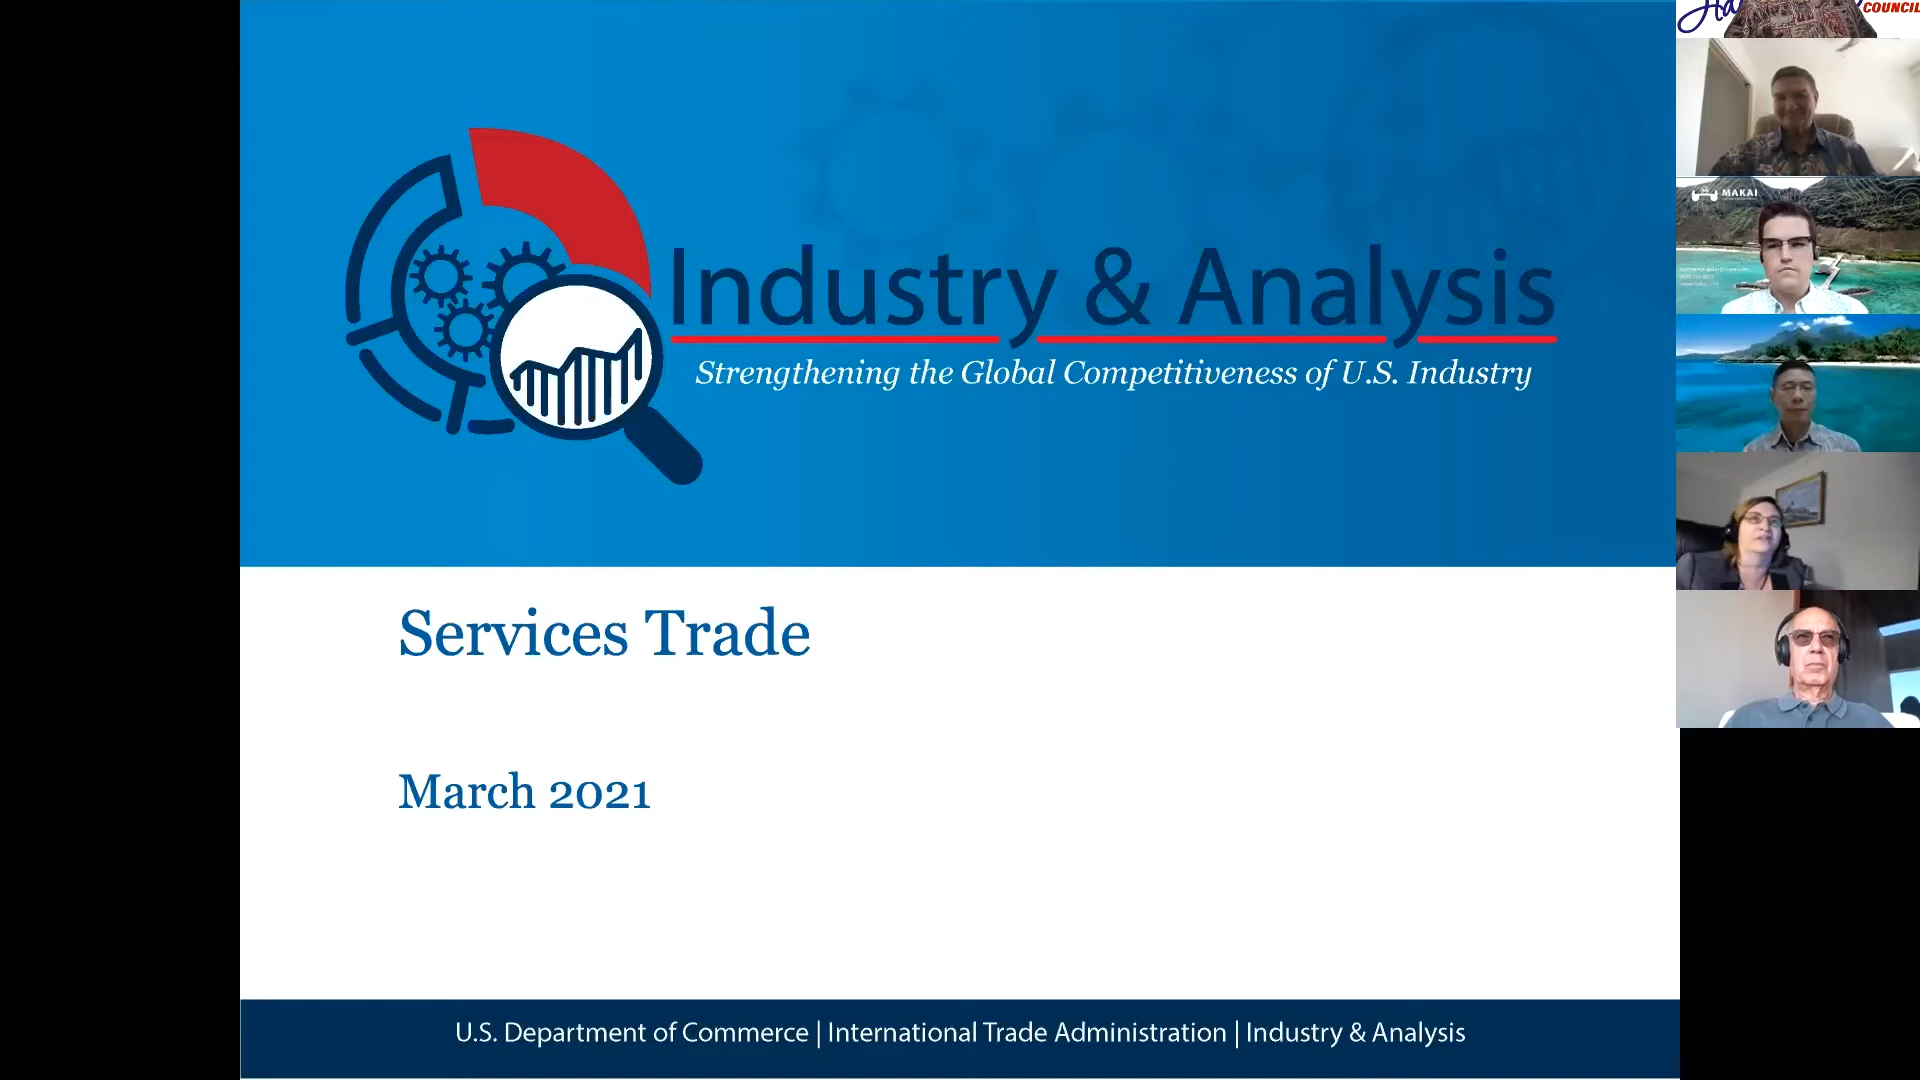 Industry & Analysis
Strengthening the Global Competitiveness of U.S. Industry
Services Trade
March 2021
U.S. Department of Commerce | International Trade Administration | Industry & Analysis
COUNCIL
MAKAI